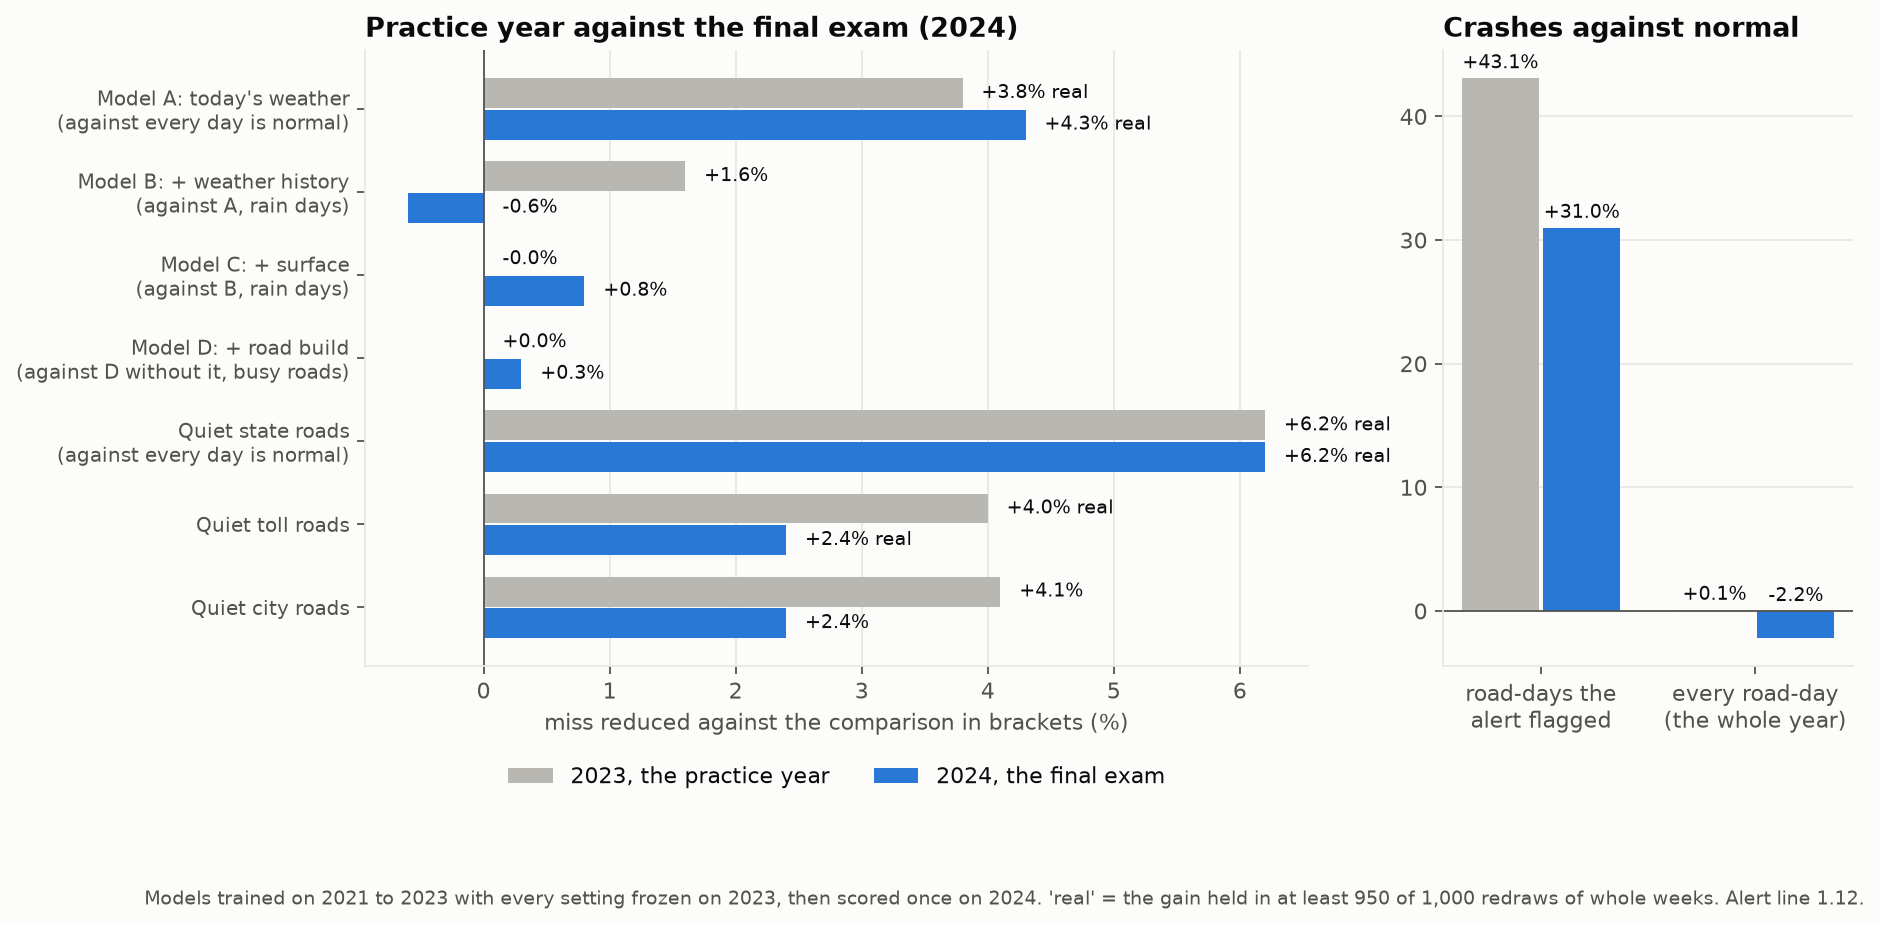 Practice year against the final exam (2024)
Model A: today's weather
(against every day is normal)
+3.8% real
+4.3% real
Model B: + weather history
(against A, rain days)
+1.6%
-0.6%
Model C: + surface
(against B, rain days)
-0.0%
+0.8%
Model D: + road build
(against D without it, busy roads)
+0.0%
+0.3%
Quiet state roads
(against every day is normal)
+6.2% real
+6.2% real
Quiet toll roads
+4.0% real
+2.4% real
Quiet city roads
+4.1%
+2.4%
0 1 2 3 4 5 6
miss reduced against the comparison in brackets (%)
2023, the practice year
2024, the final exam
Crashes against normal
+43.1%
+31.0%
+0.1%
-2.2%
40
30
20
10
0
road-days the
alert flagged
every road-day
(the whole year)
Models trained on 2021 to 2023 with every setting frozen on 2023, then scored once on 2024. 'real' = the gain held in at least 950 of 1,000 redraws of whole weeks. Alert line 1.12.